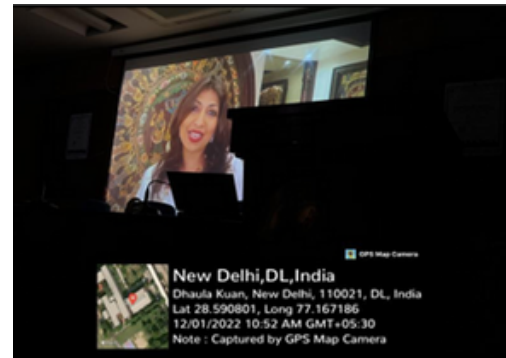 GPS Map Camera
New Delhi,DL,India
Dhaula Kuan, New Delhi, 110021, DL, India
Lat 28.590801, Long 77.167186
12/01/2022 10:52 AM GMT+05:30
Note : Captured by GPS Map Camera